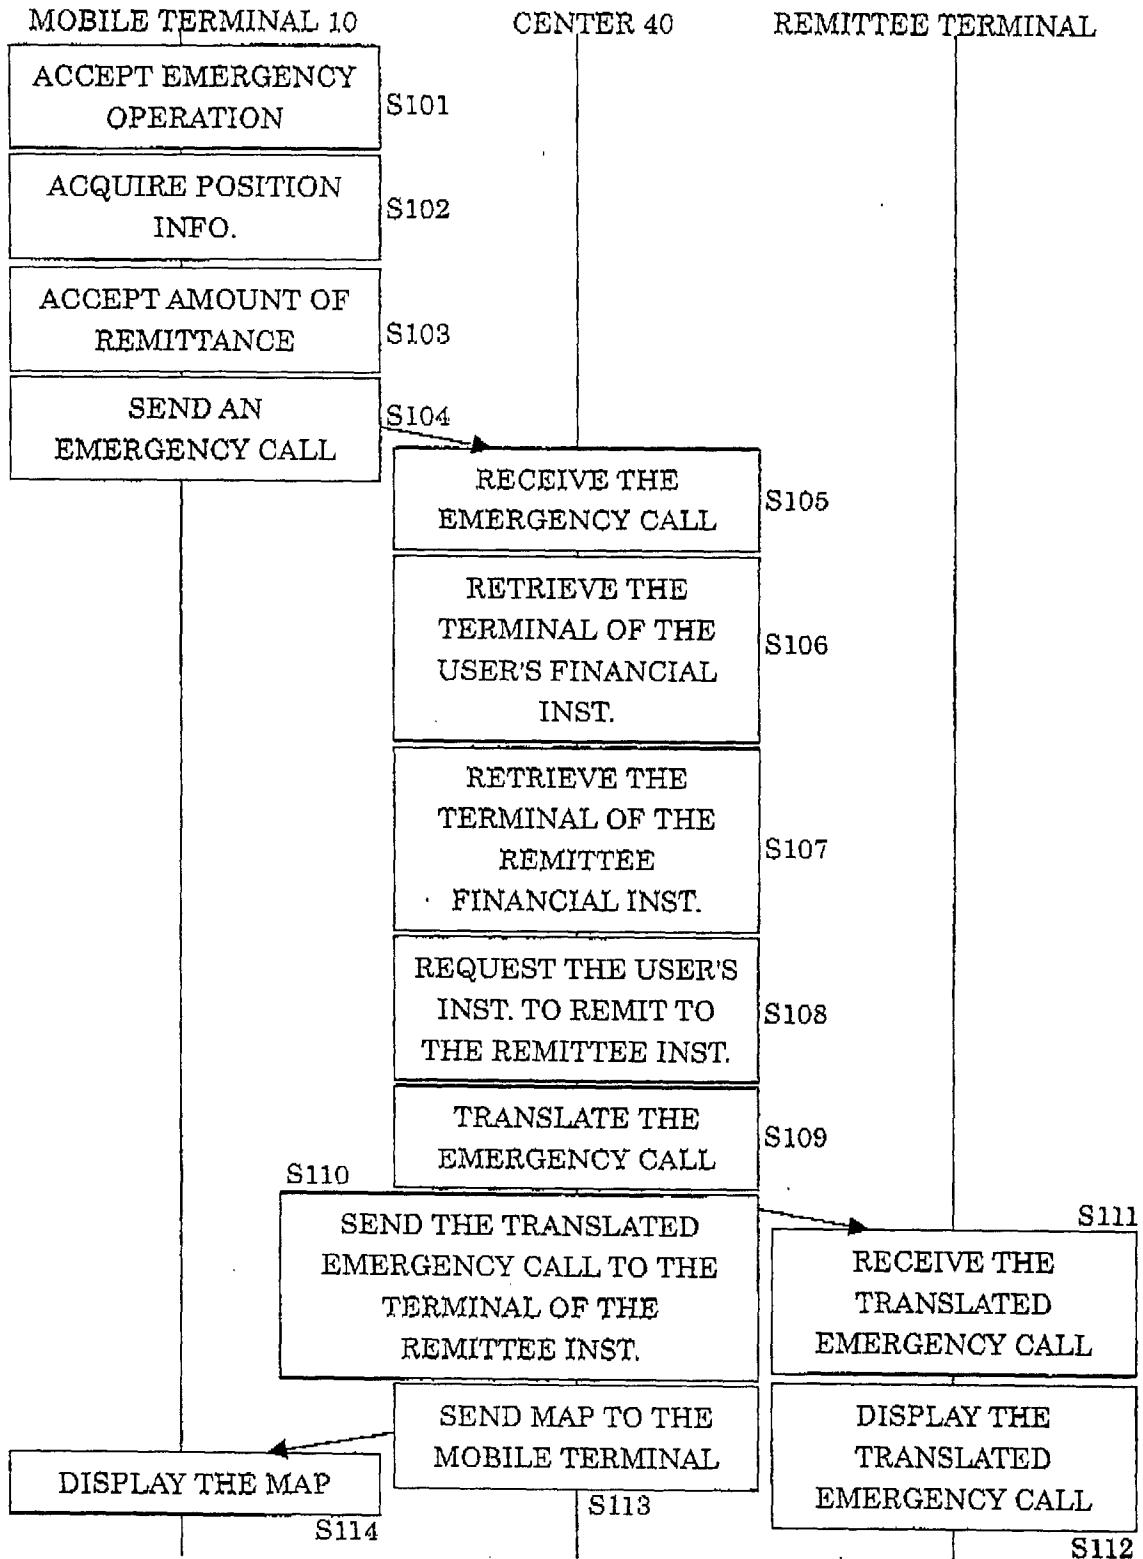 MOBILE TERMINAL 10
CENTER 40
REMITTEE TERMINAL
ACCEPT EMERGENCY
OPERATION
S101
ACQUIRE POSITION
INFO.
S102
ACCEPT AMOUNT OF
REMITTANCE
S103
SEND AN
EMERGENCY CALL
S104
RECEIVE THE
EMERGENCY CALL
S105
RETRIEVE THE
TERMINAL OF THE
USER'S FINANCIAL
INST.
S106
RETRIEVE THE
TERMINAL OF THE
REMITTEE
FINANCIAL INST.
S107
REQUEST THE USER'S
INST. TO REMIT TO
THE REMITTEE INST.
S108
TRANSLATE THE
EMERGENCY CALL
S109
S110
SEND THE TRANSLATED
EMERGENCY CALL TO THE
TERMINAL OF THE
REMITTEE INST.
S111
RECEIVE THE
TRANSLATED
EMERGENCY CALL
DISPLAY THE
TRANSLATED
EMERGENCY CALL
S112
SEND MAP TO THE
MOBILE TERMINAL
S113
DISPLAY THE MAP
S114